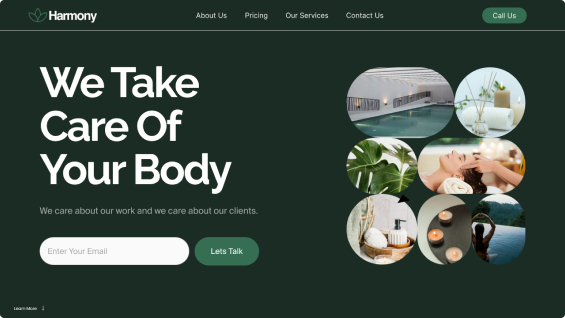 Harmony
About Us
Pricing
Our Services
Contact Us
Call Us
We Take
Care Of
Your Body
We care about our work and we care about our clients.
Enter Your Email
Lets Talk
Learn More